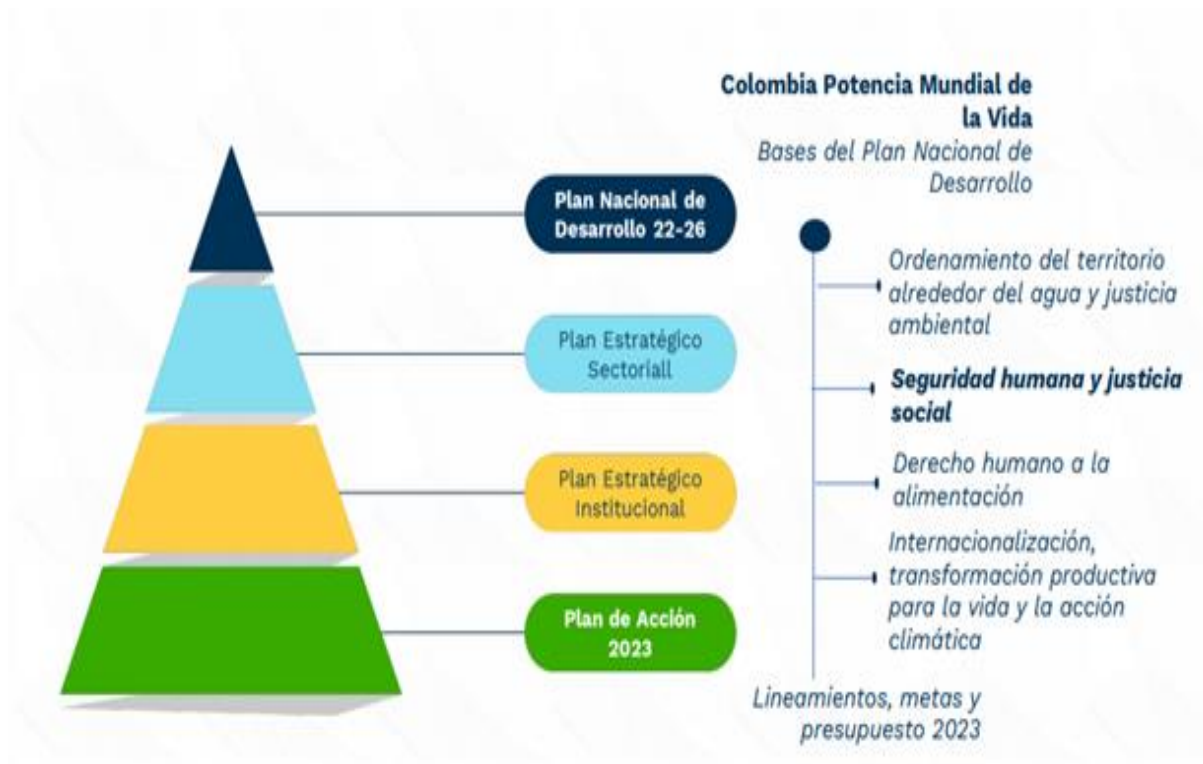 Plan Nacional de
Desarrollo 22-26
Plan Estratégico
Sectoriall
Plan Estratégico
Institucional
Plan de Acción
2023
Colombia Potencia Mundial de
la Vida
Bases del Plan Nacional de
Desarrollo
Ordenamiento del territorio
alrededor del agua y justicia
ambiental
Seguridad humana y justicia
social
Derecho humano a la
alimentación
Internacionalización,
transformación productiva
para la vida y la acción
climática
Lineamientos, metas y
presupuesto 2023